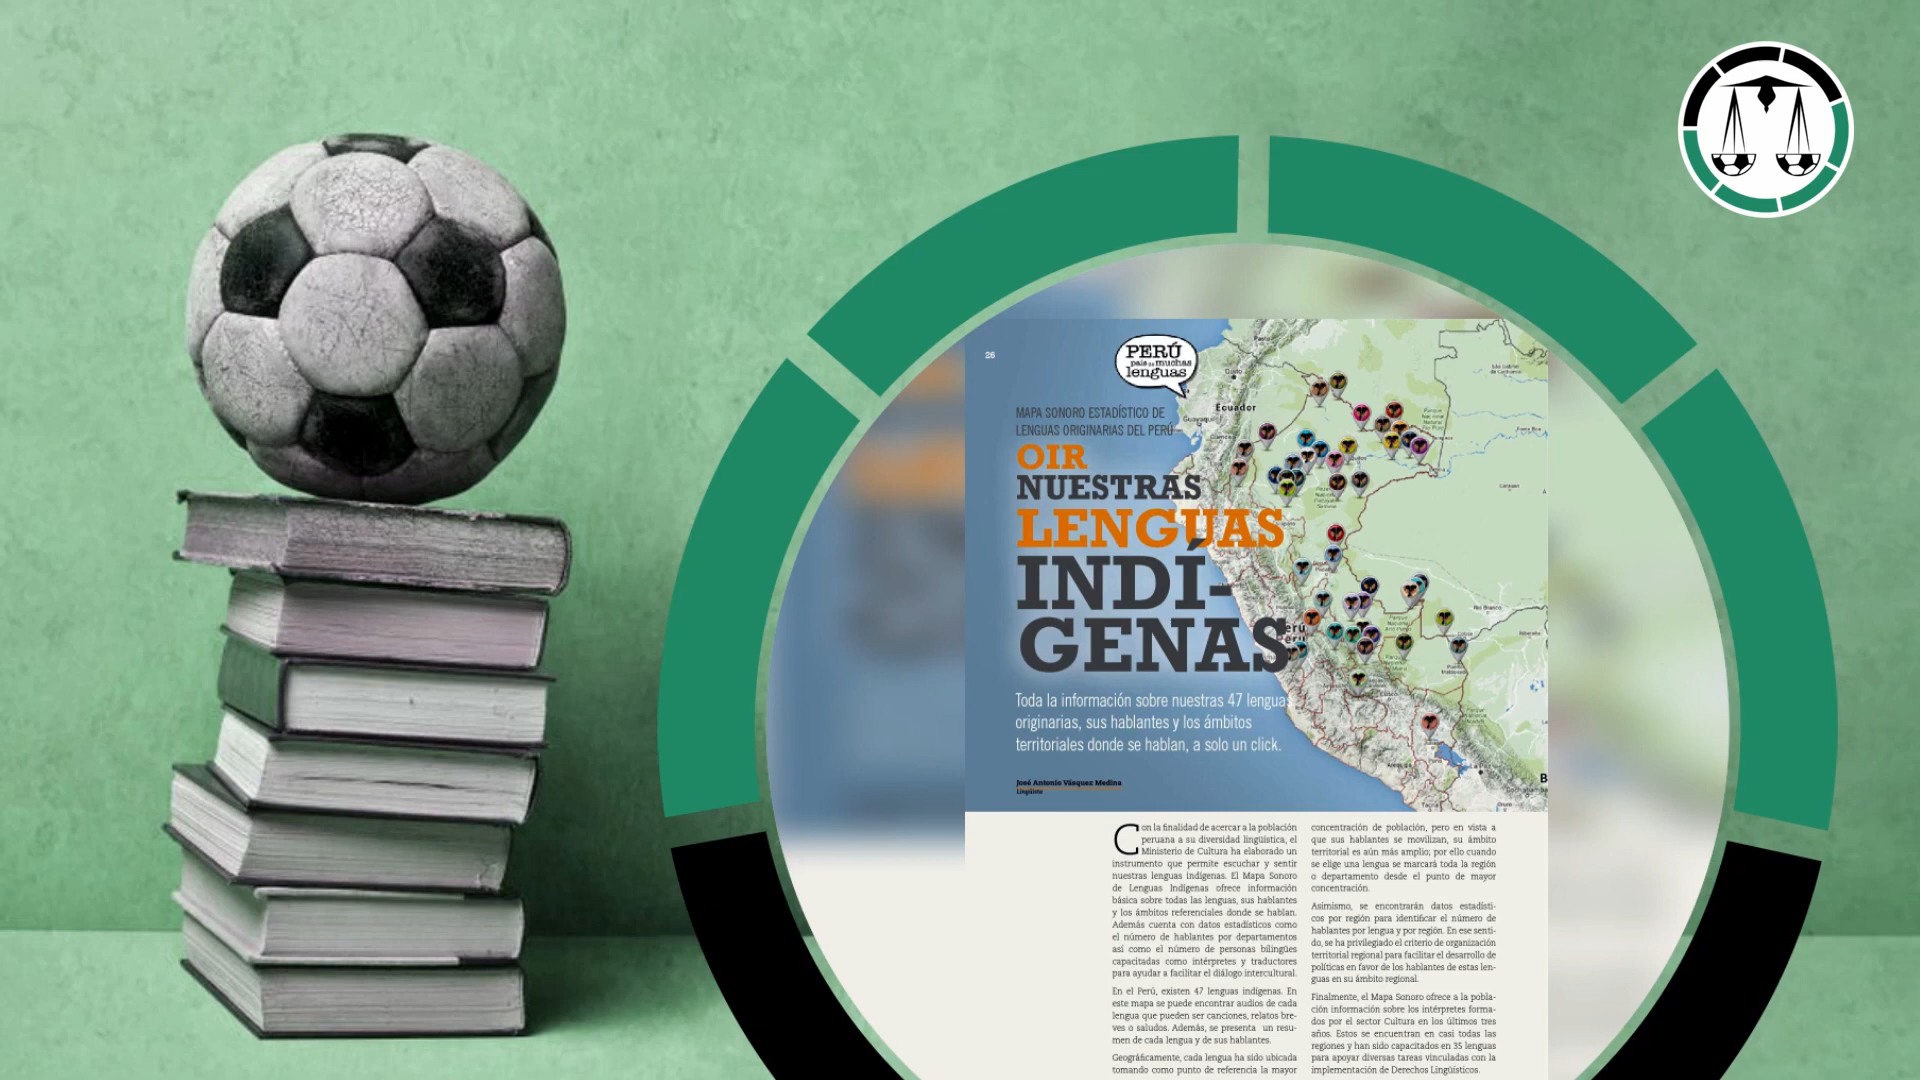 26
PERÚ
país de muchas
lenguas
MAPA SONORO ESTADÍSTICO DE
LENGUAS ORIGINARIAS DEL PERÚ
OIR
NUESTRAS
LENGUAS
INDÍ-
GENAS
Toda la información sobre nuestras 47 lenguas
originarias, sus hablantes y los ámbitos
territoriales donde se hablan, a solo un click.
José Antonio Vásquez Medina
Lingüista
Pasto
Quito
Ecuador
Guayaquil
Cuenca
Perú
Cusco
Arequipa
La Paz
Tacna
Río Branco
B
Con la finalidad de acercar a la población
peruana a su diversidad lingüística, el
Ministerio de Cultura ha elaborado un
instrumento que permite escuchar y sentir
nuestras lenguas indígenas. El Mapa Sonoro
de Lenguas Indígenas ofrece información
básica sobre todas las lenguas, sus hablantes
y los ámbitos referenciales donde se hablan.
Además cuenta con datos estadísticos como
el número de hablantes por departamentos
así como el número de personas bilingües
capacitadas como intérpretes y traductores
para ayudar a facilitar el diálogo intercultural.
En el Perú, existen 47 lenguas indígenas. En
este mapa se puede encontrar audios de cada
lengua que pueden ser canciones, relatos bre-
ves o saludos. Además, se presenta un resu-
men de cada lengua y de sus hablantes.
Geográficamente, cada lengua ha sido ubicada
tomando como punto de referencia la mayor
concentración de población, pero en vista a
que sus hablantes se movilizan, su ámbito
territorial es aún más amplio; por ello cuando
se elige una lengua se marcará toda la región
o departamento desde el punto de mayor
concentración.
Asimismo, se encontrarán datos estadísti-
cos por región para identificar el número de
hablantes por lengua y por región. En ese senti-
do, se ha privilegiado el criterio de organización
territorial regional para facilitar el desarrollo de
políticas en favor de los hablantes de estas len-
guas en su ámbito regional.
Finalmente, el Mapa Sonoro ofrece a la pobla-
ción información sobre los intérpretes forma-
dos por el sector Cultura en los últimos tres
años. Estos se encuentran en casi todas las
regiones y han sido capacitados en 35 lenguas
para apoyar diversas tareas vinculadas con la
implementación de Derechos Lingüísticos.